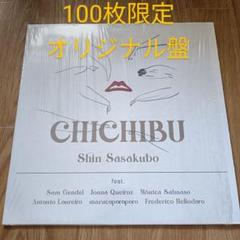 100枚限定
オリジナル盤
CHICHIBU
Shin Sasakubo
feat.
Sam Gendel Joana Queiroz Mônica Salmaso
Antonio Loureiro maracaporoporo Frederico Heliodoro